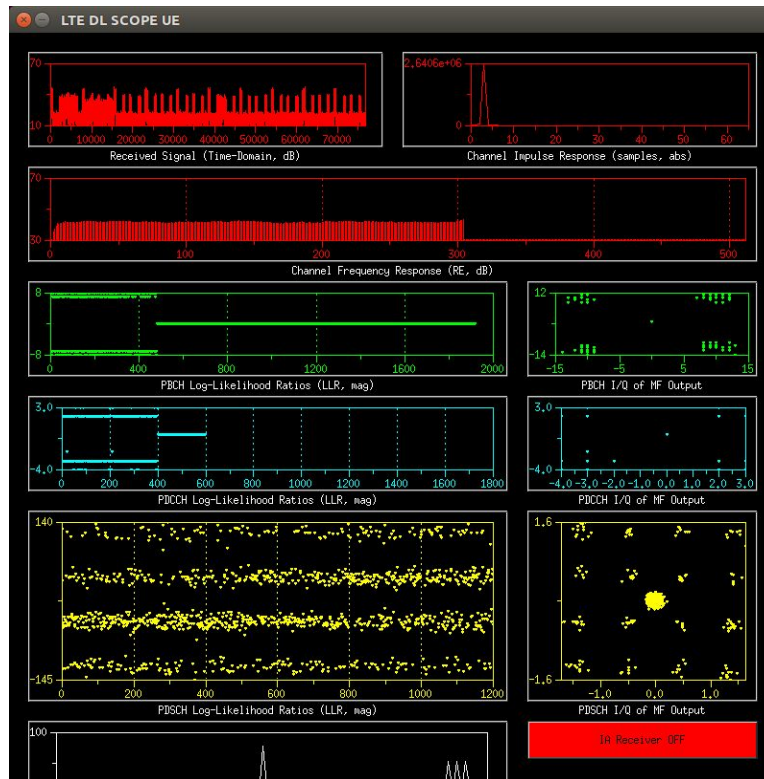 LTE DL SCOPE UE
70
10
0 10000 20000 30000 40000 50000 60000 70000
Received Signal (Time-Domain, dB)
2.6406e+06
0
0 10 20 30 40 50 60
Channel Impulse Response (samples, abs)
70
30
0 100 200 300 400 500
Channel Frequency Response (RE, dB)
8
-8
0 400 800 1200 1600 2000
PBCH Log-Likelihood Ratios (LLR, mag)
12
-14
-15 -5 5 15
PBCH I/Q of MF Output
3.0
-4.0
0 200 400 600 800 1000 1200 1400 1600 1800
PDCCH Log-Likelihood Ratios (LLR, mag)
3.0
-4.0
-4.0 -3.0 -2.0 -1.0 0.0 1.0 2.0 3.0
PDCCH I/Q of MF Output
140
-145
0 200 400 600 800 1000 1200
PDSCH Log-Likelihood Ratios (LLR, mag)
1.6
-1.6
-1.0 0.0 1.0
PDSCH I/Q of MF Output
100
IA Receiver OFF